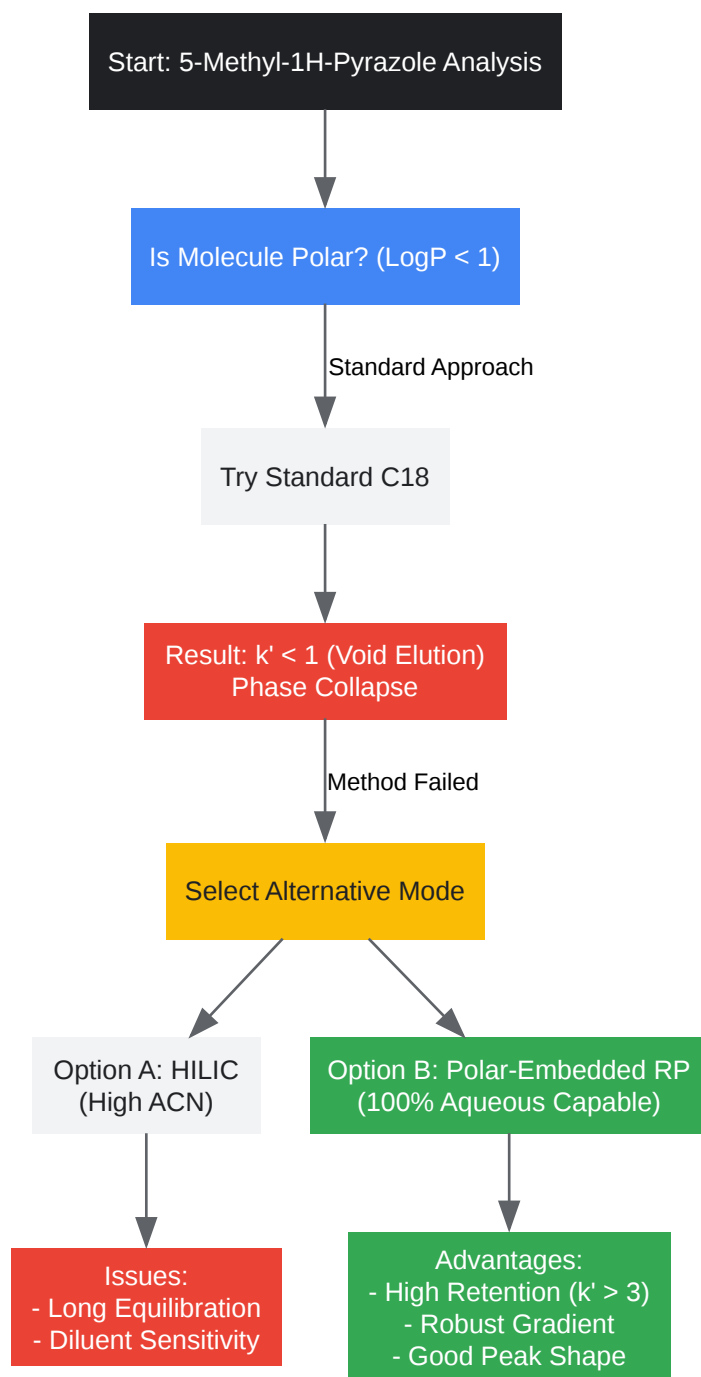 Start: 5-Methyl-1H-Pyrazole Analysis
Is Molecule Polar? (LogP < 1)
Standard Approach
Try Standard C18
Result: k' < 1 (Void Elution)
Phase Collapse
Method Failed
Select Alternative Mode
Option A: HILIC
(High ACN)
Option B: Polar-Embedded RP
(100% Aqueous Capable)
Issues:
- Long Equilibration
- Diluent Sensitivity
Advantages:
- High Retention (k' > 3)
- Robust Gradient
- Good Peak Shape